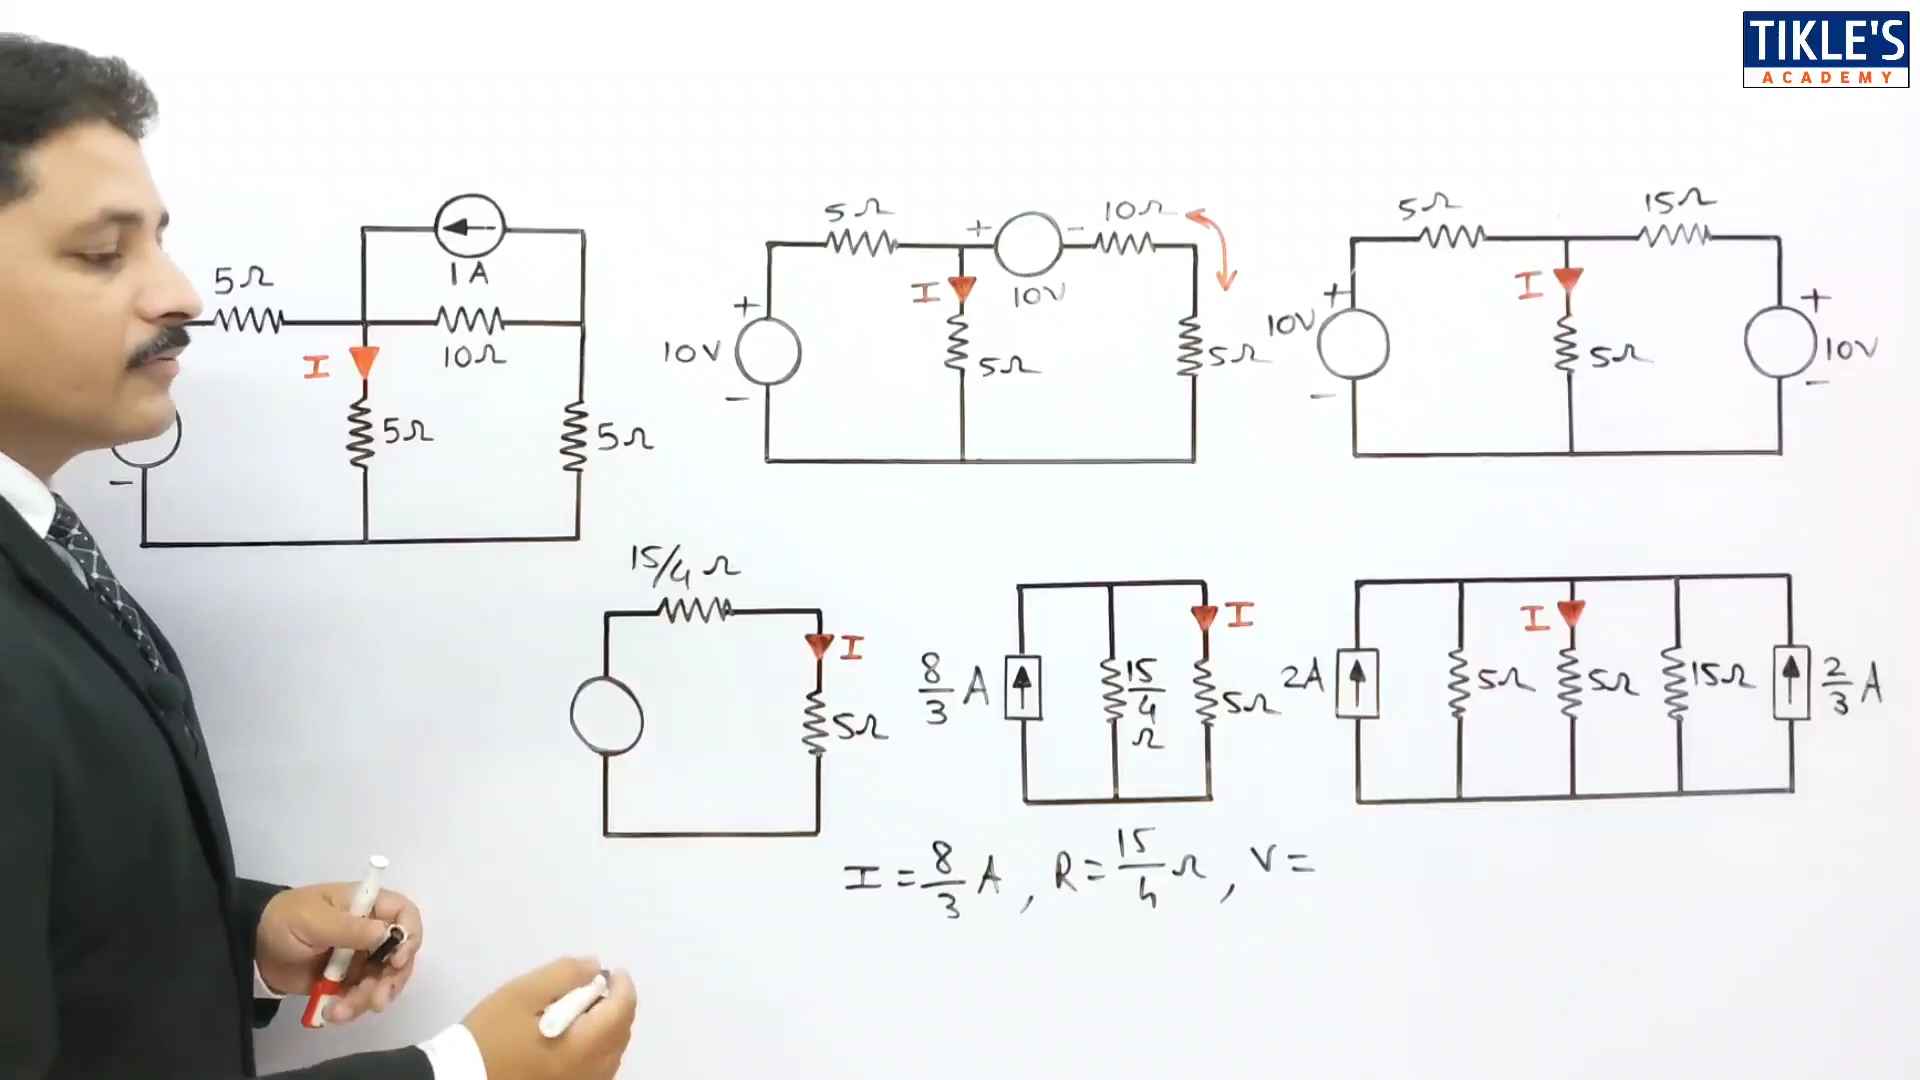 TIKLE'S
ACADEMY
5Ω
1A
10Ω
I
5Ω
5Ω
−
5Ω
+
−
10Ω
10V
I
+
10V
−
5Ω
5Ω
5Ω
15Ω
I
+
10V
−
5Ω
+
10V
−
15/4 Ω
I
5Ω
8/3 A
15/4 Ω
I
5Ω
2A
5Ω
I
5Ω
15Ω
2/3 A
I = 8/3 A , R = 15/4 Ω , V =